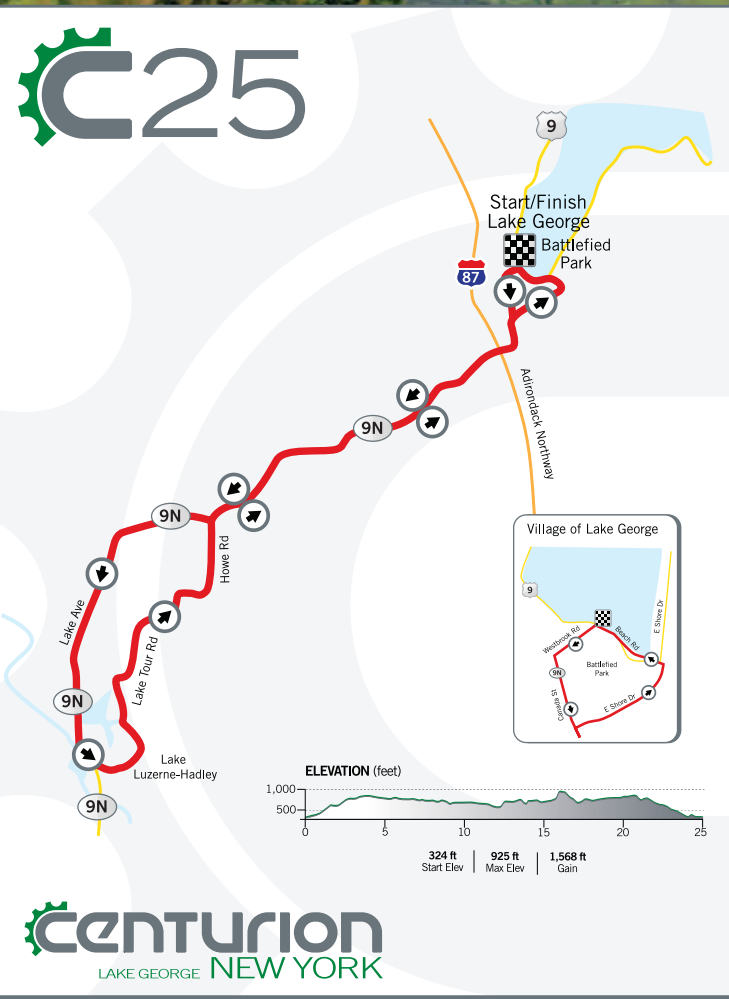 C25
9
Start/Finish
Lake George
Battlefied
Park
87
Adirondack Northway
9N
9N
Howe Rd
Lake Ave
Lake Tour Rd
9N
Lake
Luzerne-Hadley
9N
Village of Lake George
9
Westbrook Rd
Beach Rd
E Shore Dr
Battlefied
Park
9N
Canada St
E Shore Dr
ELEVATION (feet)
1,000
500
0 5 10 15 20 25
324 ft 925 ft 1,568 ft
Start Elev Max Elev Gain
CENTURION
LAKE GEORGE NEW YORK